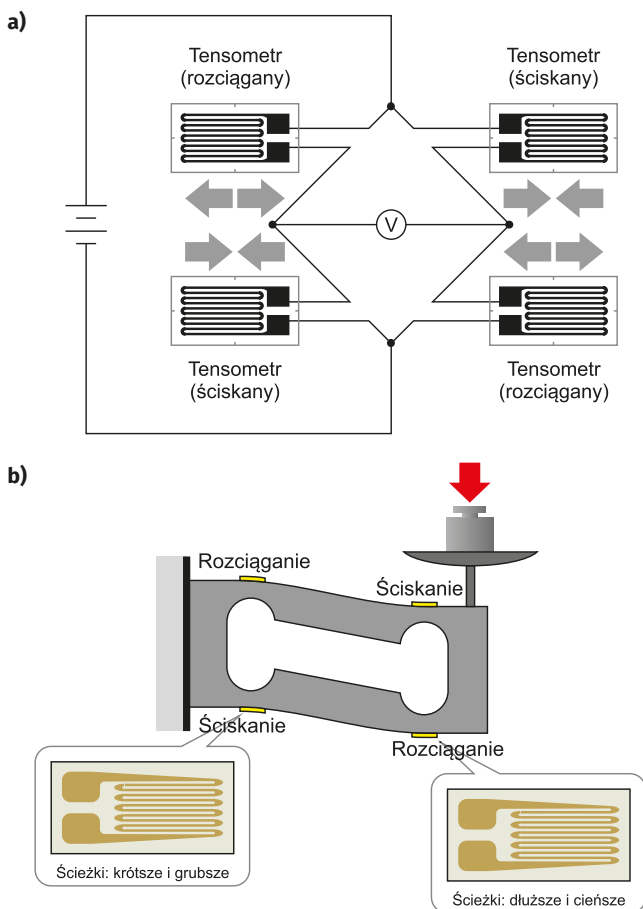 a)
Tensometr
(rozciągany)
Tensometr
(ściskany)
V
Tensometr
(ściskany)
Tensometr
(rozciągany)
b)
Rozciąganie
Ściskanie
Ściskanie
Rozciąganie
Ścieżki: krótsze i grubsze
Ścieżki: dłuższe i cieńsze